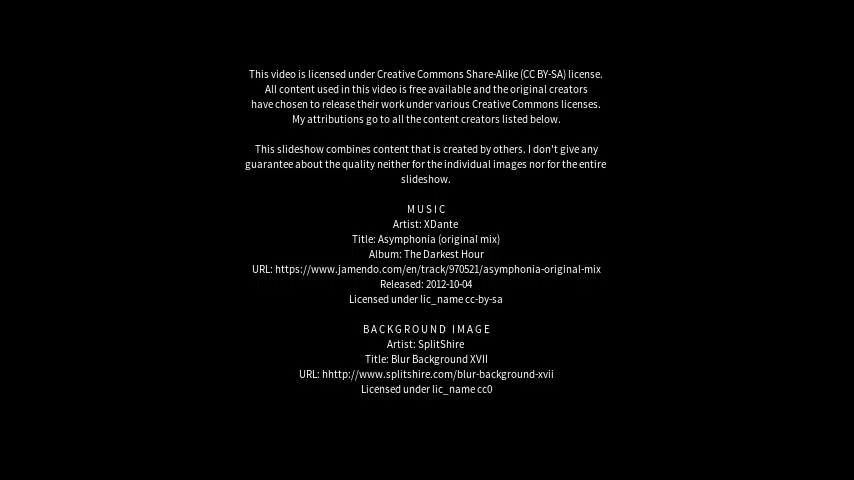 This video is licensed under Creative Commons Share-Alike (CC BY-SA) license.
All content used in this video is free available and the original creators
have chosen to release their work under various Creative Commons licenses.
My attributions go to all the content creators listed below.
This slideshow combines content that is created by others. I don't give any
guarantee about the quality neither for the individual images nor for the entire
slideshow.
MUSIC
Artist: XDante
Title: Asymphonia (original mix)
Album: The Darkest Hour
URL: https://www.jamendo.com/en/track/970521/asymphonia-original-mix
Released: 2012-10-04
Licensed under lic_name cc-by-sa
BACKGROUND IMAGE
Artist: SplitShire
Title: Blur Background XVII
URL: hhttp://www.splitshire.com/blur-background-xvii
Licensed under lic_name cc0